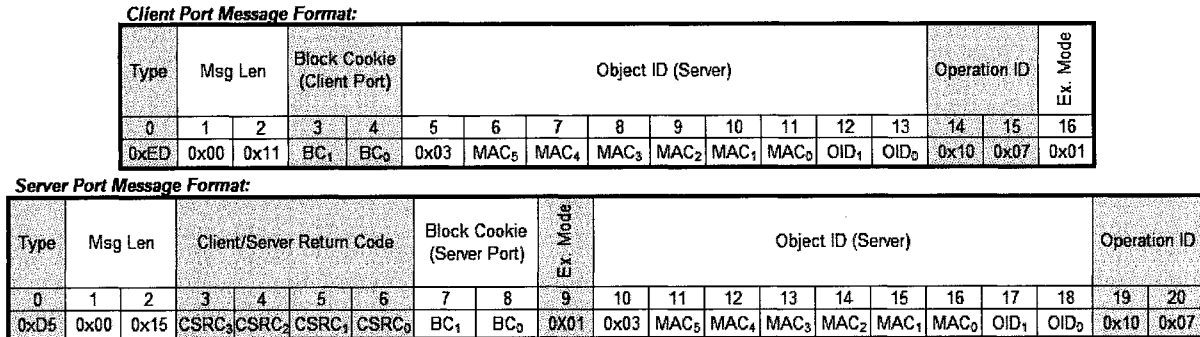 Client Port Message Format:
Type Msg Len Block Cookie (Client Port) Object ID (Server) Operation ID Ex. Mode
0 1 2 3 4 5 6 7 8 9 10 11 12 13 14 15 16
0xED 0x00 0x11 BC₁ BC₀ 0x03 MAC₅ MAC₄ MAC₃ MAC₂ MAC₁ MAC₀ OID₁ OID₀ 0x10 0x07 0x01
Server Port Message Format:
Type Msg Len Client/Server Return Code Block Cookie (Server Port) Ex. Mode Object ID (Server) Operation ID
0 1 2 3 4 5 6 7 8 9 10 11 12 13 14 15 16 17 18 19 20
0xD5 0x00 0x15 CSRC₃ CSRC₂ CSRC₁ CSRC₀ BC₁ BC₀ 0X01 0x03 MAC₅ MAC₄ MAC₃ MAC₂ MAC₁ MAC₀ OID₁ OID₀ 0x10 0x07